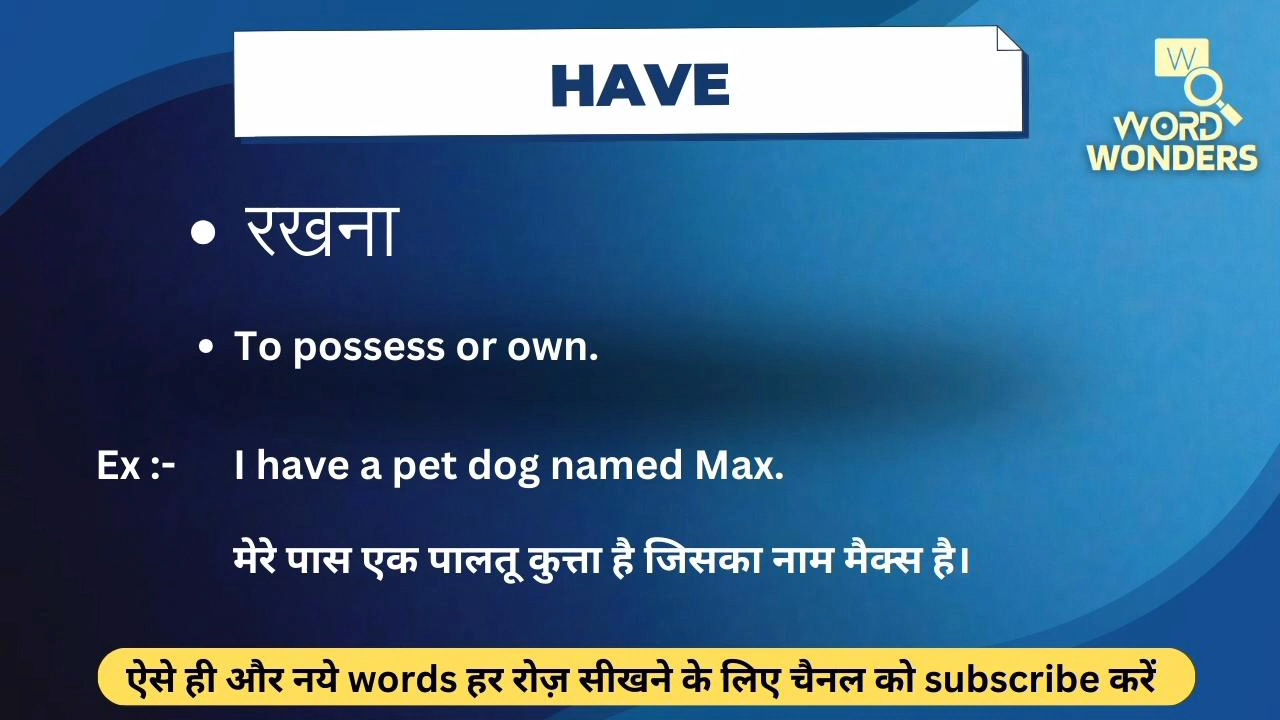 HAVE
W
WORD
WONDERS
• रखना
• To possess or own.
Ex :- I have a pet dog named Max.
मेरे पास एक पालतू कुत्ता है जिसका नाम मैक्स है।
ऐसे ही और नये words हर रोज़ सीखने के लिए चैनल को subscribe करें